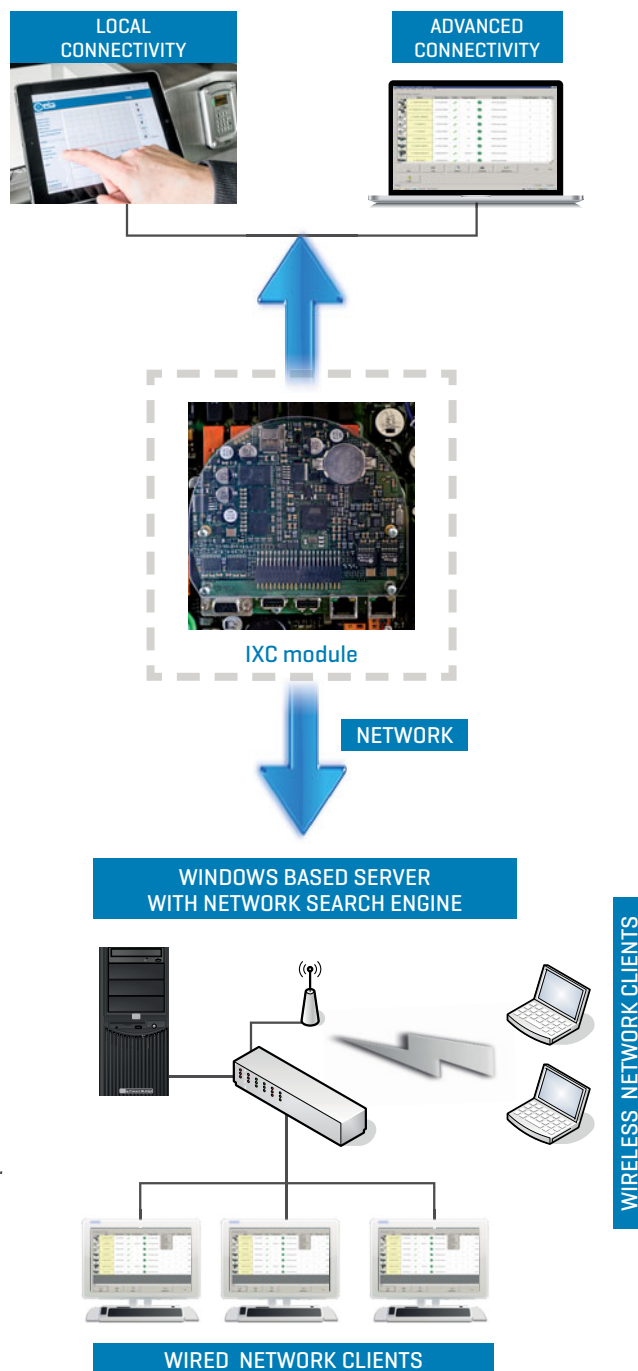 LOCAL
CONNECTIVITY
ADVANCED
CONNECTIVITY
IXC module
NETWORK
WINDOWS BASED SERVER
WITH NETWORK SEARCH ENGINE
WIRELESS NETWORK CLIENTS
WIRED NETWORK CLIENTS